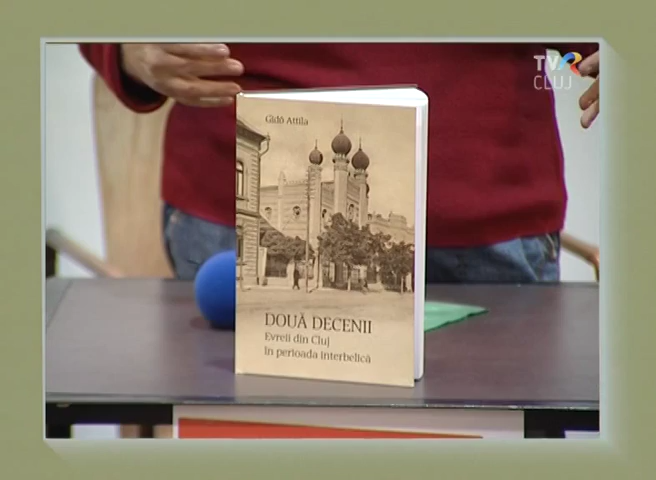 TVR
CLUJ
Gidó Attila
DOUĂ DECENII
Evreii din Cluj
în perioada interbelică